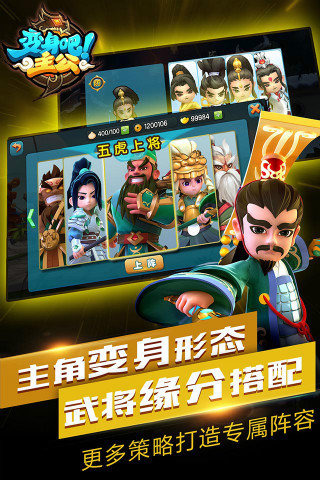 变身吧!
主公
400/100
1200106
99984
五虎上将
上阵
主角变身形态
武将缘分搭配
更多策略打造专属阵容